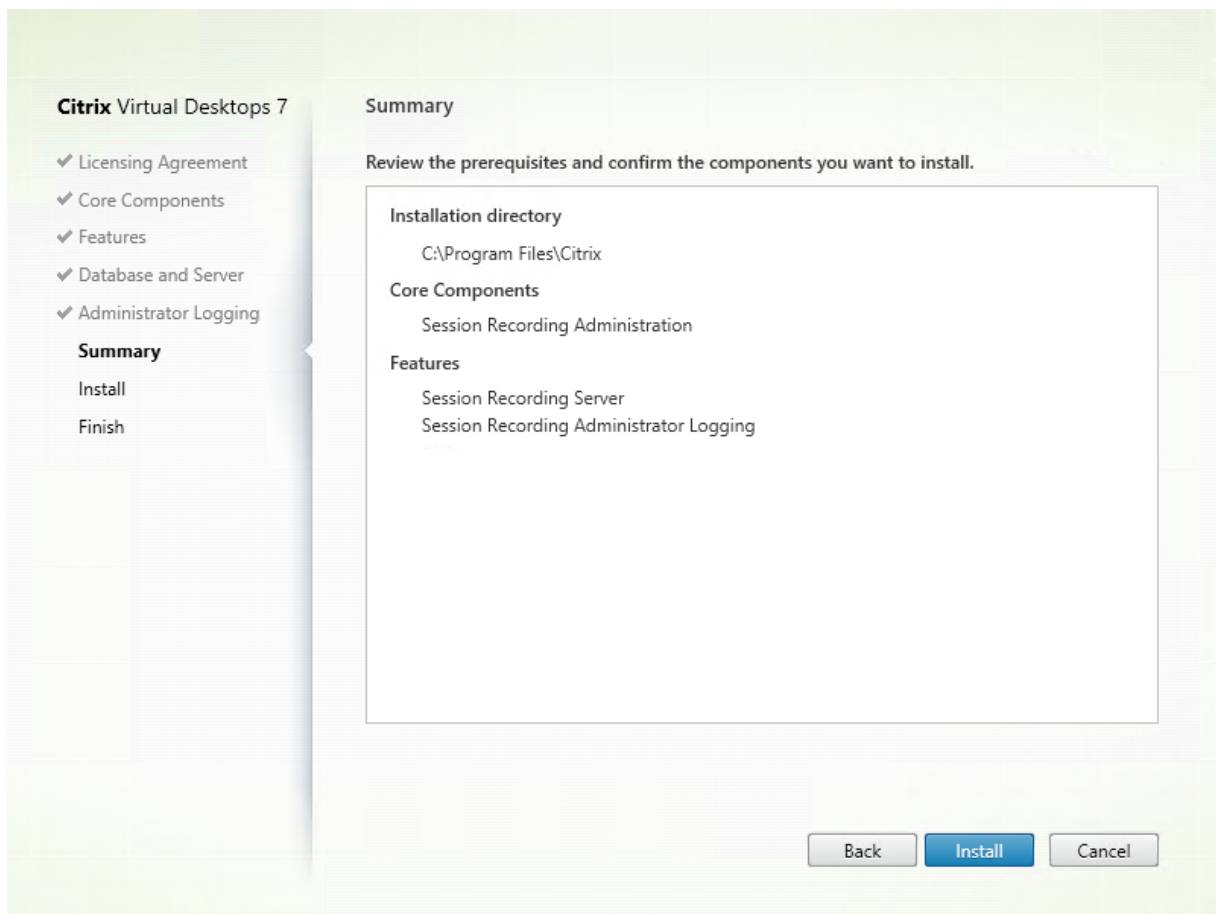 Citrix Virtual Desktops 7
Licensing Agreement
Core Components
Features
Database and Server
Administrator Logging
Summary
Install
Finish
Summary
Review the prerequisites and confirm the components you want to install.
Installation directory
C:\Program Files\Citrix
Core Components
Session Recording Administration
Features
Session Recording Server
Session Recording Administrator Logging
Back
Install
Cancel